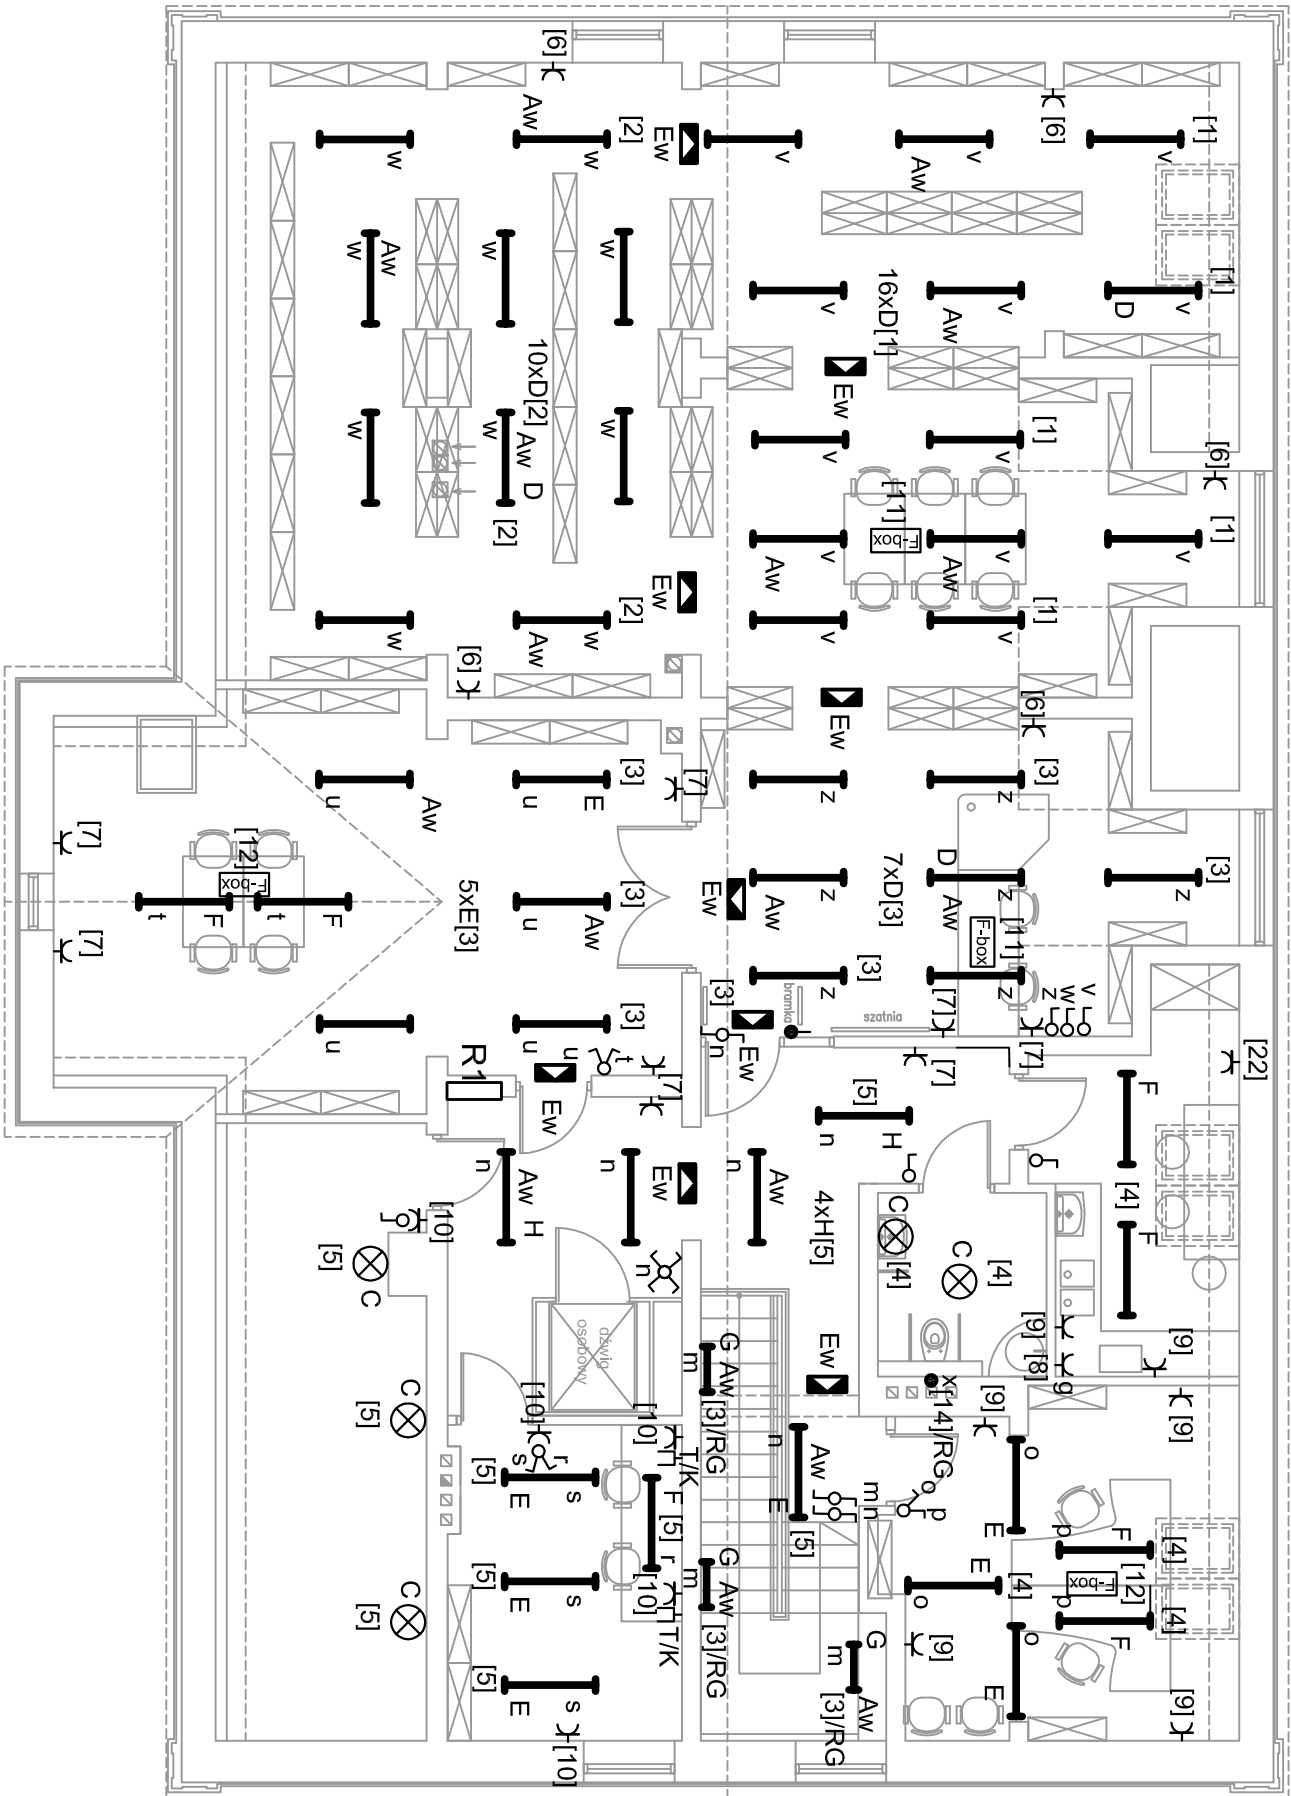 [6]
[6]
[1]
Aw
w
w
[2]
Ew
v
Aw
v
v
w
Aw
w
w
16xD[1]
v
Aw
v
D
v
[1]
10xD[2]
Ew
w
w
Aw
D
[2]
w
v
v
[1]
[6]
[11]
F-box
v
Aw
v
Aw
v
[1]
Ew
[2]
w
w
Aw
v
v
[1]
[6]
Ew
[6]
u
Aw
u
E
[3]
[7]
z
z
[3]
[7]
[12]
F-box
t
F
t
F
[7]
5xE[3]
u
Aw
[3]
Ew
z
Aw
7xD[3]
D
z
Aw
z
[3]
[11]
F-box
u
u
[3]
[3]
z
[3]
z
bramka
szatnia
[7]
z
w
v
[7]
[7]
[22]
R1
u
t
[7]
n
Ew
Ew
[5]
n
H
F
[4]
F
n
Aw
H
n
Ew
n
Aw
4xH[5]
C
[4]
C
[4]
[10]
[5]
C
n
dźwig
osobowy
Ew
[9]
[8]
g
[9]
[9]
C
[5]
[10]
s
r
[10]
T/K
G
m
Aw
[3]/RG
x
[14]/RG
[9]
n
Aw
E
[5]
m
n
o
p
o
E
[5]
E
s
F
[5]
r
p
F
[4]
[12]
F-box
C
[5]
[5]
E
s
[10]
T/K
G
m
Aw
[3]/RG
E
[4]
o
p
F
[4]
[9]
o
E
[5]
E
s
[10]
G
m
Aw
[3]/RG
[9]